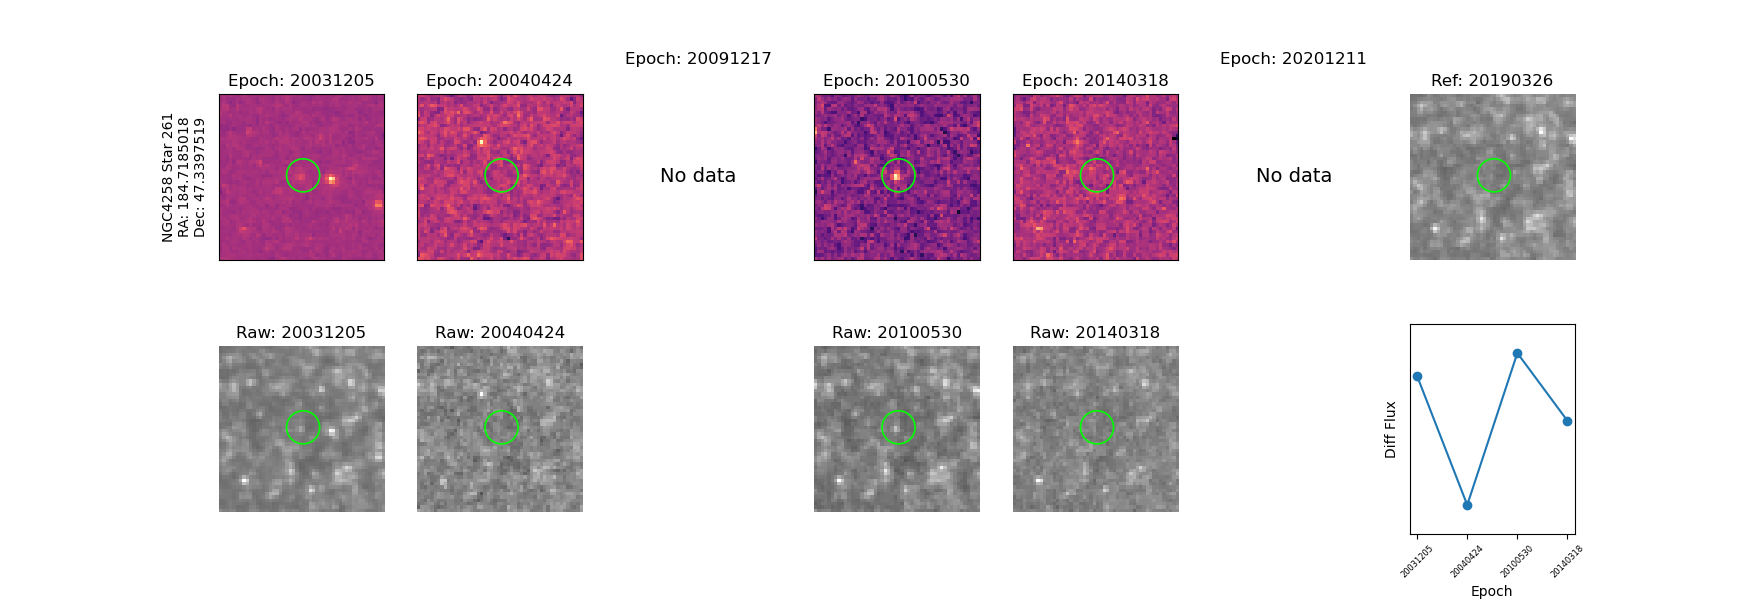 Epoch: 20091217
Epoch: 20201211
Epoch: 20031205
Epoch: 20040424
Epoch: 20100530
Epoch: 20140318
Ref: 20190326
NGC4258 Star 261
RA: 184.7185018
Dec: 47.3397519
No data
No data
Raw: 20031205
Raw: 20040424
Raw: 20100530
Raw: 20140318
Diff Flux
20031205
20040424
20100530
20140318
Epoch